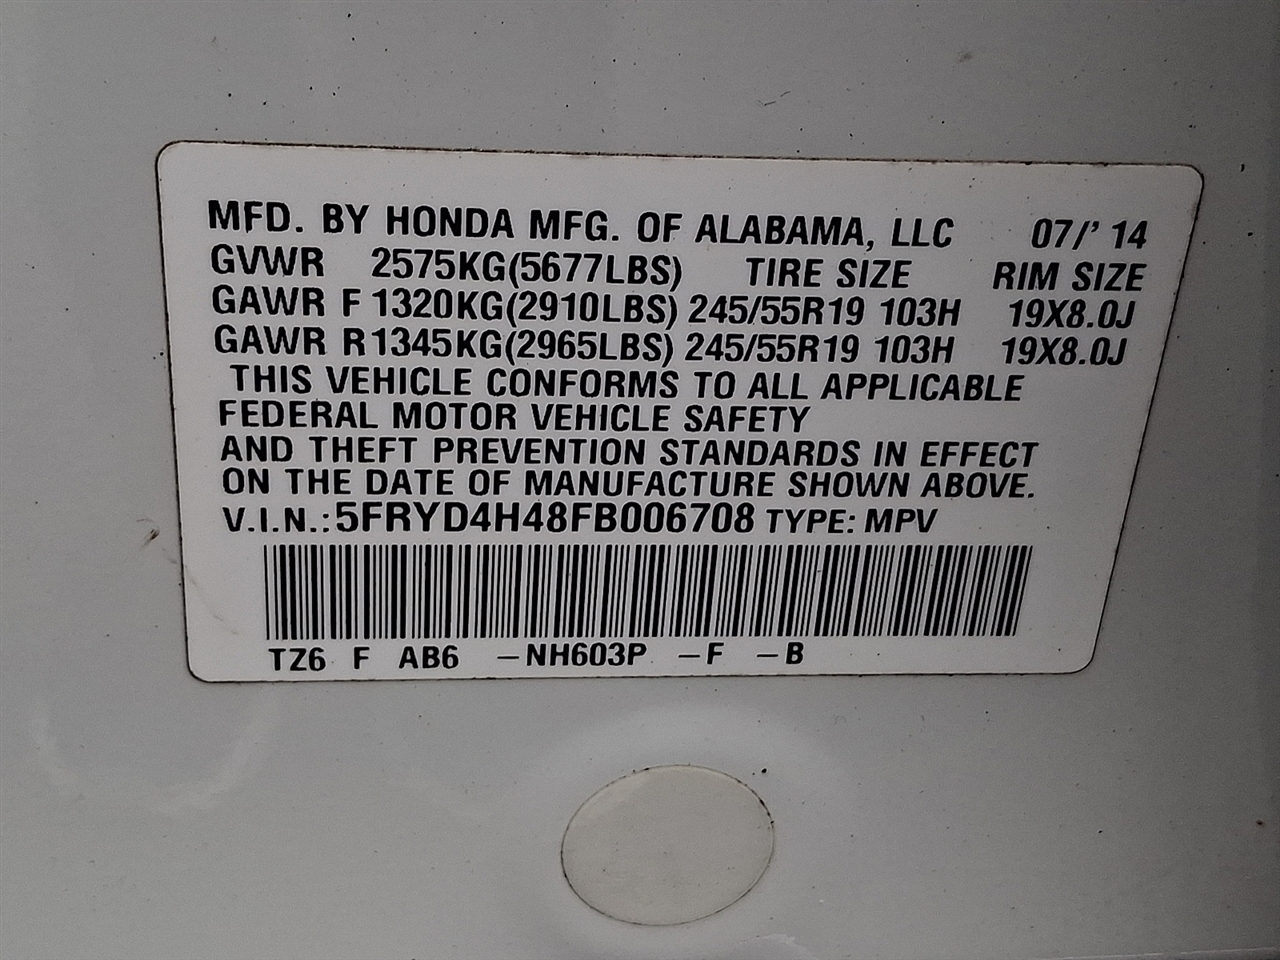 MFD. BY HONDA MFG. OF ALABAMA, LLC 07/' 14
GVWR 2575KG(5677LBS) TIRE SIZE RIM SIZE
GAWR F 1320KG(2910LBS) 245/55R19 103H 19X8.0J
GAWR R 1345KG(2965LBS) 245/55R19 103H 19X8.0J
THIS VEHICLE CONFORMS TO ALL APPLICABLE
FEDERAL MOTOR VEHICLE SAFETY
AND THEFT PREVENTION STANDARDS IN EFFECT
ON THE DATE OF MANUFACTURE SHOWN ABOVE.
V.I.N.: 5FRYD4H48FB006708 TYPE: MPV
TZ6 F AB6 –NH603P –F –B